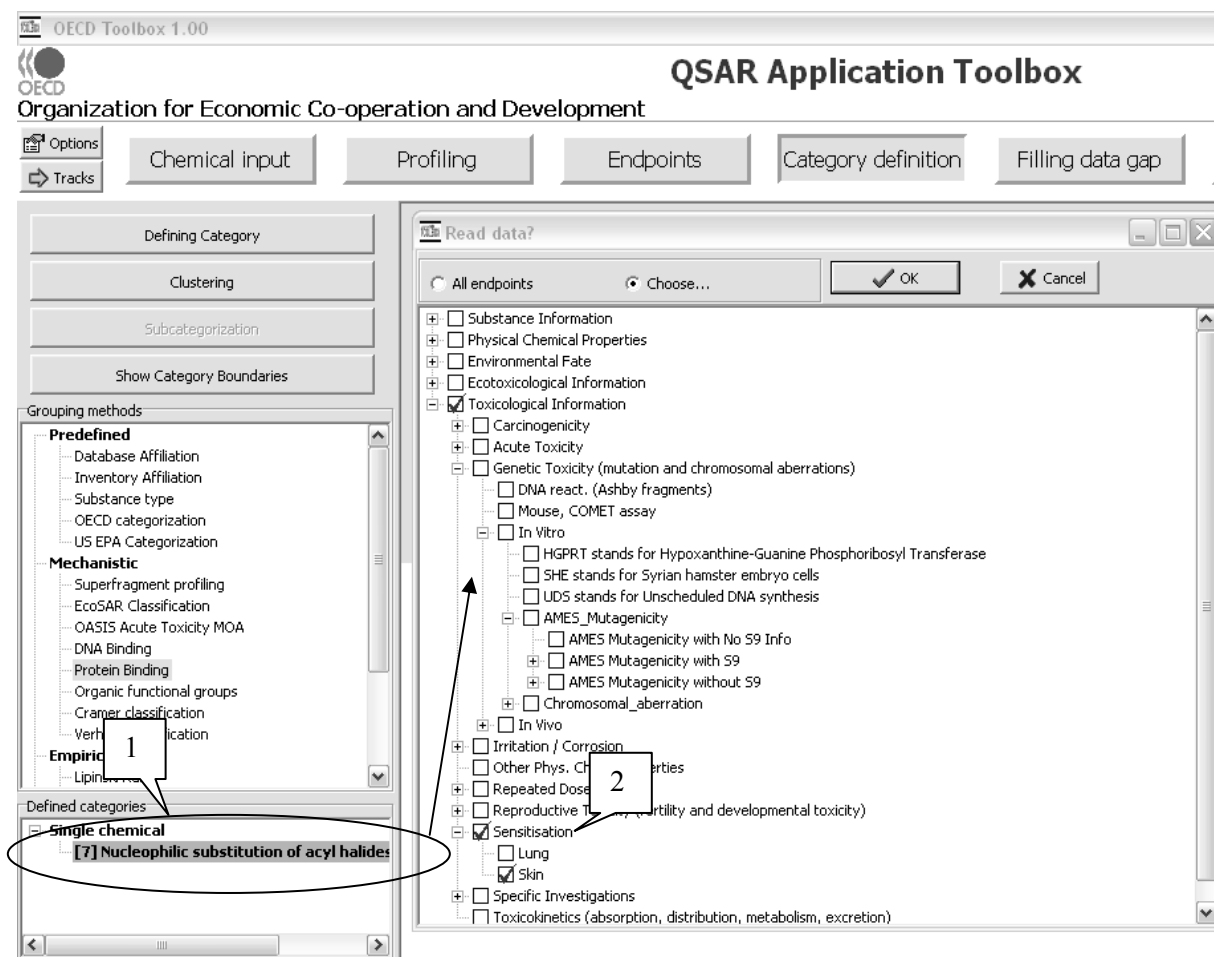 OECD Toolbox 1.00
OECD
QSAR Application Toolbox
Organization for Economic Co-operation and Development
Options
Tracks
Chemical input
Profiling
Endpoints
Category definition
Filling data gap
Defining Category
Clustering
Subcategorization
Show Category Boundaries
Grouping methods
Predefined
Database Affiliation
Inventory Affiliation
Substance type
OECD categorization
US EPA Categorization
Mechanistic
Superfragment profiling
EcoSAR Classification
OASIS Acute Toxicity MOA
DNA Binding
Protein Binding
Organic functional groups
Cramer classification
1
Defined categories
Single chemical
[7] Nucleophilic substitution of acyl halides
Read data?
All endpoints
Choose...
OK
Cancel
Substance Information
Physical Chemical Properties
Environmental Fate
Ecotoxicological Information
Toxicological Information
Carcinogenicity
Acute Toxicity
Genetic Toxicity (mutation and chromosomal aberrations)
DNA react. (Ashby fragments)
Mouse, COMET assay
In Vitro
HGPRT stands for Hypoxanthine-Guanine Phosphoribosyl Transferase
SHE stands for Syrian hamster embryo cells
UDS stands for Unscheduled DNA synthesis
AMES_Mutagenicity
AMES Mutagenicity with No S9 Info
AMES Mutagenicity with S9
AMES Mutagenicity without S9
Chromosomal_aberration
In Vivo
Irritation / Corrosion
Other Phys.
2
Repeated Dose
Reproductive (fertility and developmental toxicity)
Sensitisation
Lung
Skin
Specific Investigations
Toxicokinetics (absorption, distribution, metabolism, excretion)